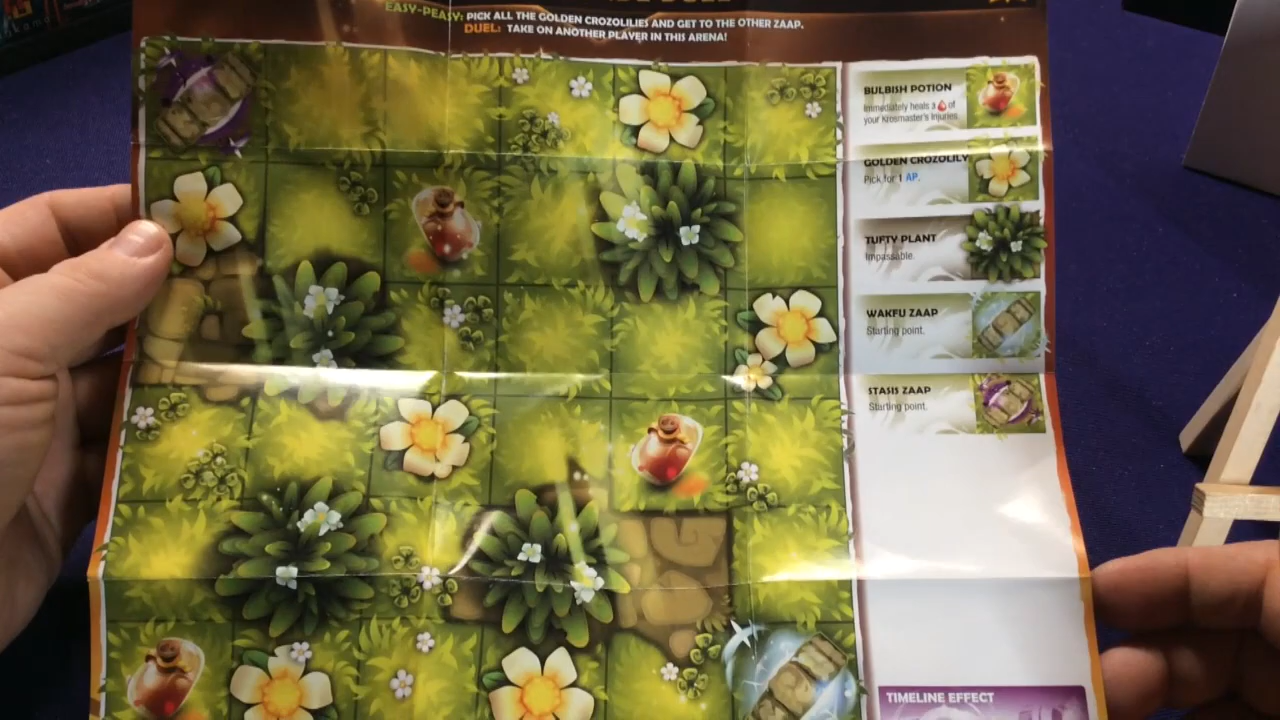 EASY-PEASY: PICK ALL THE GOLDEN CROZOLILIES AND GET TO THE OTHER ZAAP.
DUEL: TAKE ON ANOTHER PLAYER IN THIS ARENA!
BULBISH POTION
Immediately heals 3 of
your Krosmaster's injuries
GOLDEN CROZOLILY
Pick for 1 AP.
TUFTY PLANT
Impassable.
WAKFU ZAAP
Starting point.
STASIS ZAAP
Starting point.
TIMELINE EFFECT